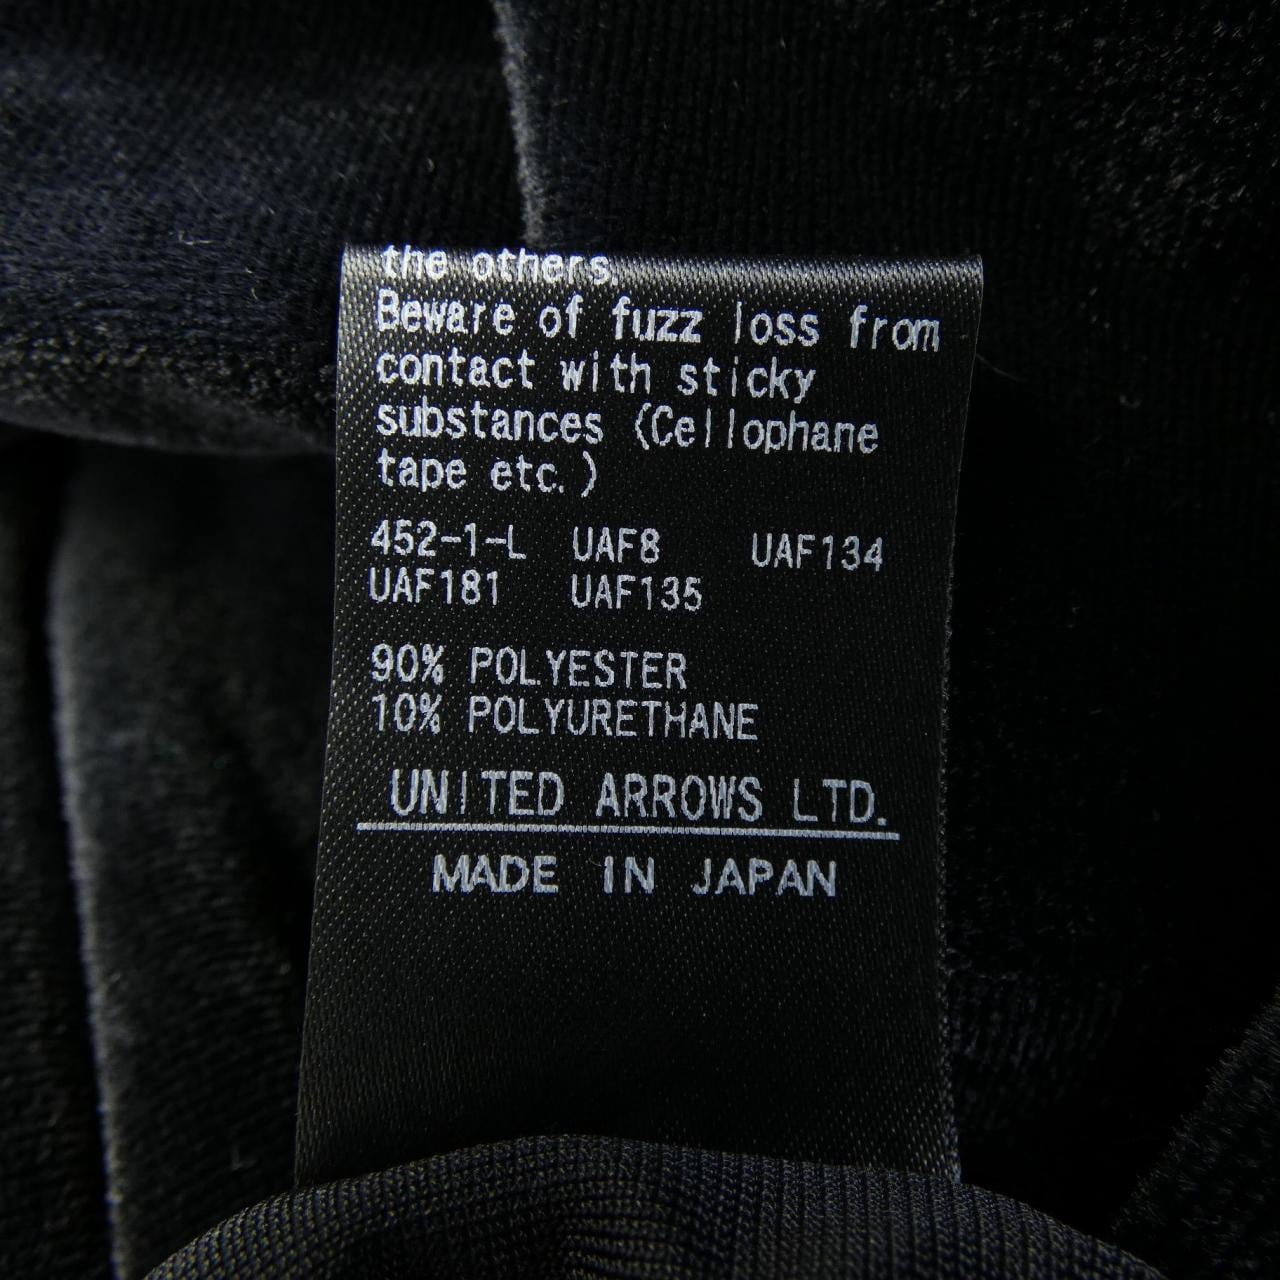 the others
Beware of fuzz loss from
contact with sticky
substances (Cellophane
tape etc.)
452-1-L UAF8 UAF134
UAF181 UAF135
90% POLYESTER
10% POLYURETHANE
UNITED ARROWS LTD.
MADE IN JAPAN